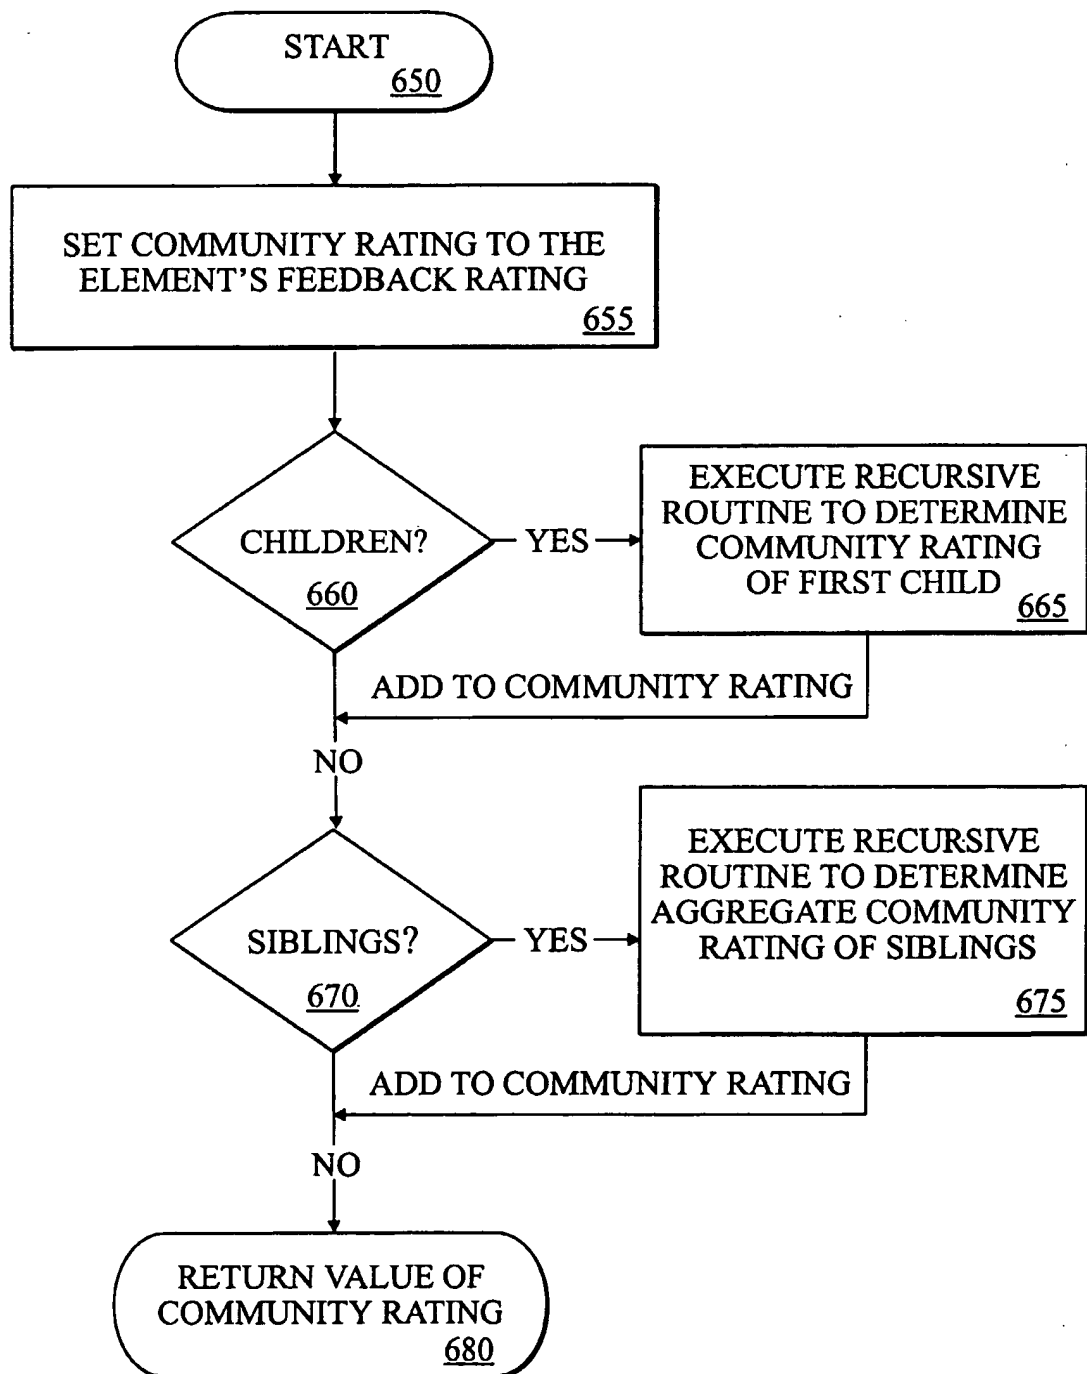 START
650
SET COMMUNITY RATING TO THE
ELEMENT'S FEEDBACK RATING
655
CHILDREN?
660
YES
EXECUTE RECURSIVE
ROUTINE TO DETERMINE
COMMUNITY RATING
OF FIRST CHILD
665
ADD TO COMMUNITY RATING
NO
SIBLINGS?
670
YES
EXECUTE RECURSIVE
ROUTINE TO DETERMINE
AGGREGATE COMMUNITY
RATING OF SIBLINGS
675
ADD TO COMMUNITY RATING
NO
RETURN VALUE OF
COMMUNITY RATING
680